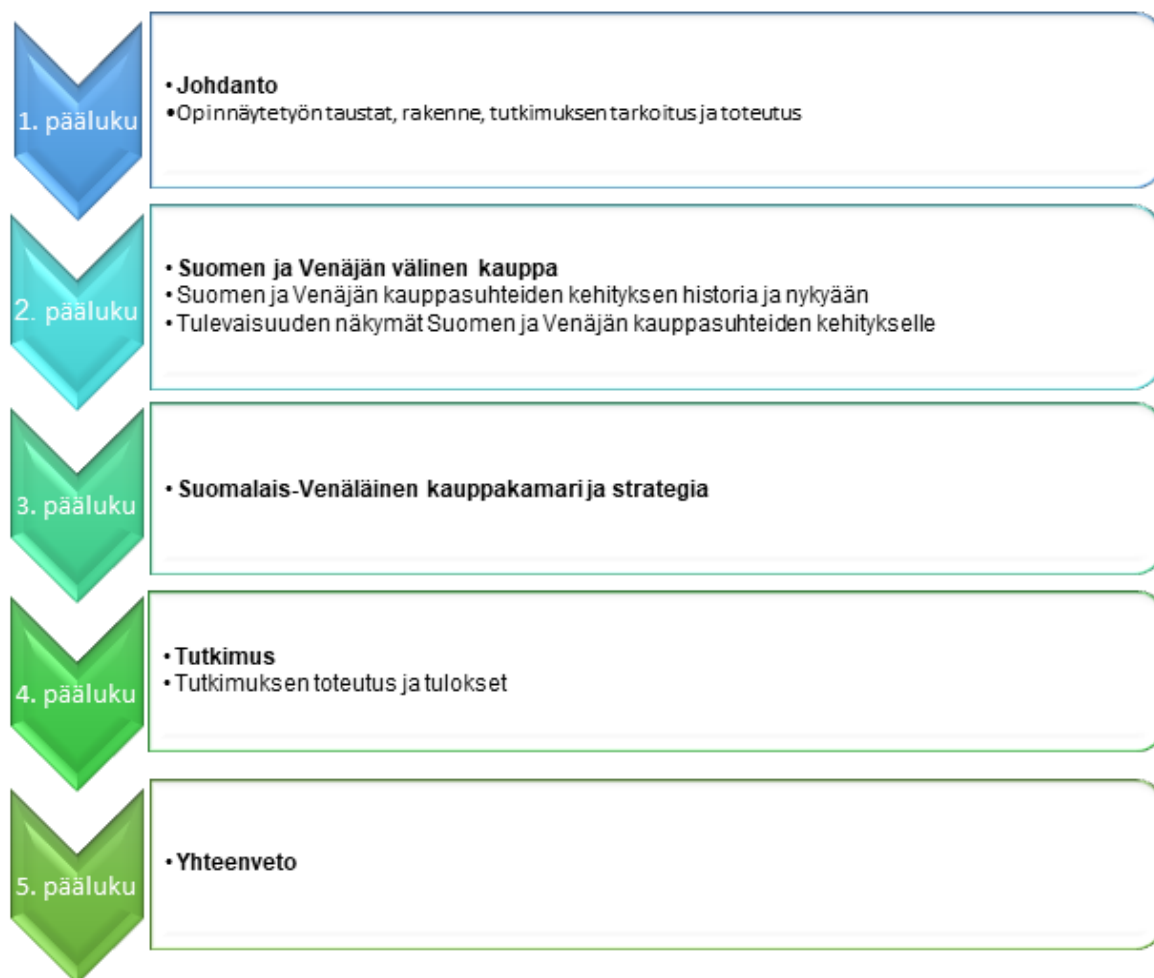 1. pääluku
• Johdanto
• Opinnäytetyön taustat, rakenne, tutkimuksen tarkoitus ja toteutus
2. pääluku
• Suomen ja Venäjän välinen kauppa
• Suomen ja Venäjän kauppasuhteiden kehityksen historia ja nykyään
• Tulevaisuuden näkymät Suomen ja Venäjän kauppasuhteiden kehitykselle
3. pääluku
• Suomalais-Venäläinen kauppakamari ja strategia
4. pääluku
• Tutkimus
• Tutkimuksen toteutus ja tulokset
5. pääluku
• Yhteenveto